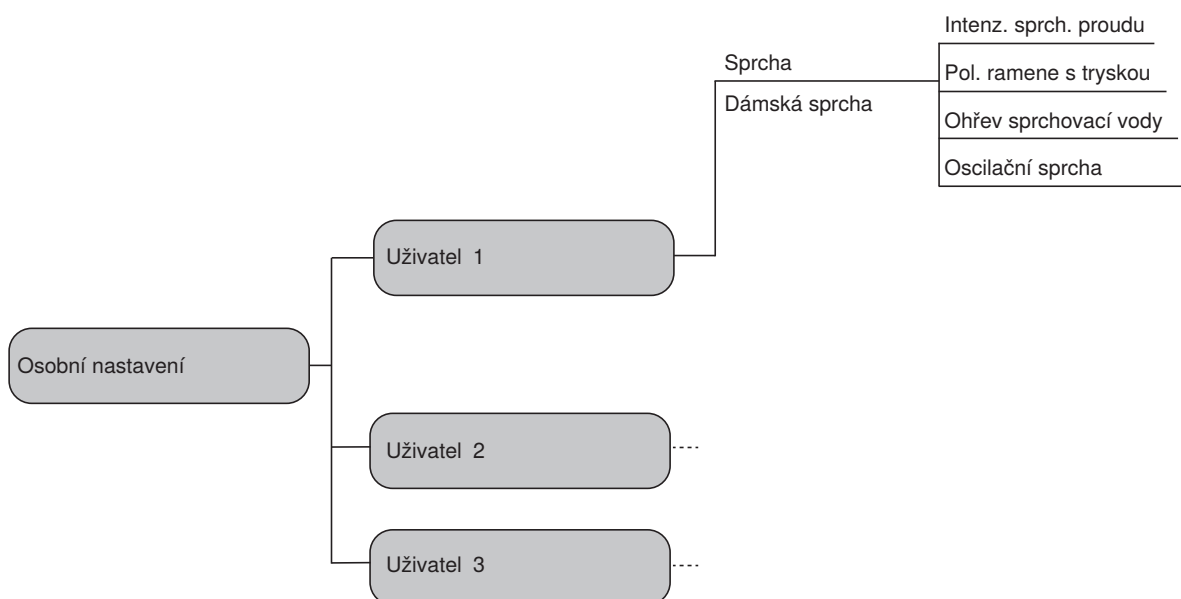 Intenz. sprch. proudu
Sprcha
Pol. ramene s tryskou
Dámská sprcha
Ohřev sprchovací vody
Oscilační sprcha
Uživatel 1
Osobní nastavení
Uživatel 2
Uživatel 3